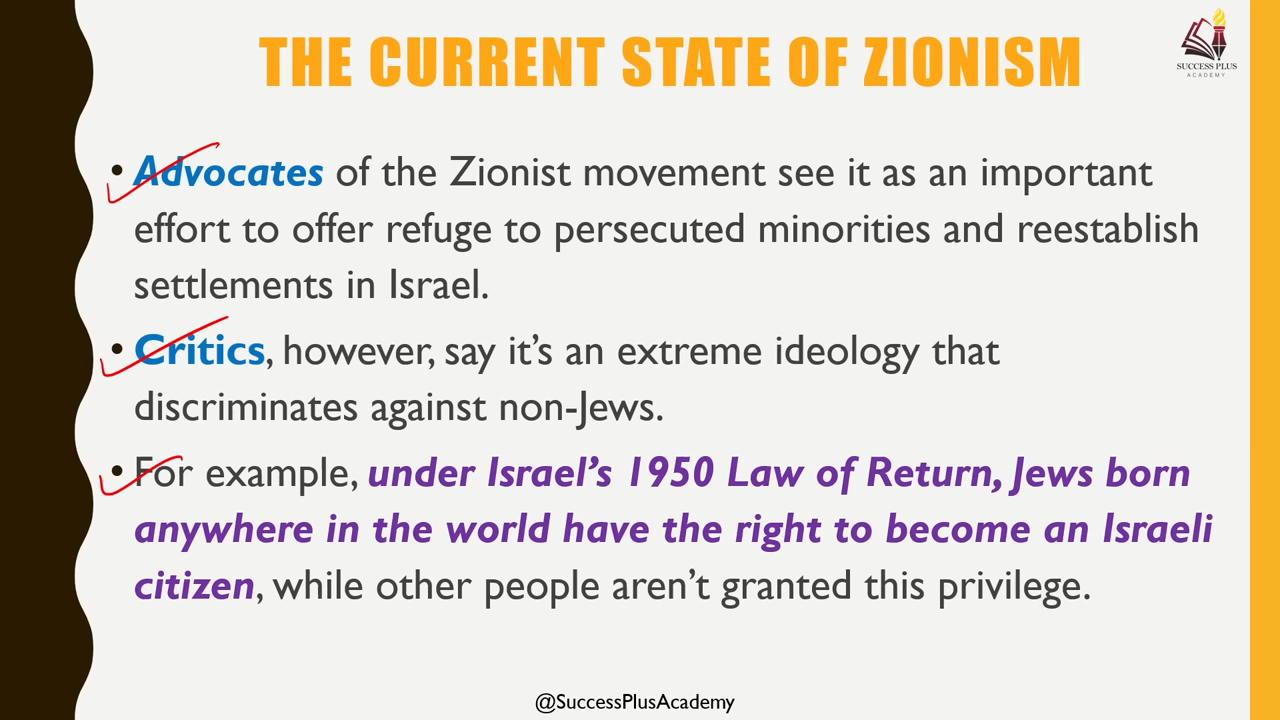 THE CURRENT STATE OF ZIONISM
SUCCESS PLUS
ACADEMY
• Advocates of the Zionist movement see it as an important
effort to offer refuge to persecuted minorities and reestablish
settlements in Israel.
• Critics, however, say it’s an extreme ideology that
discriminates against non-Jews.
• For example, under Israel’s 1950 Law of Return, Jews born
anywhere in the world have the right to become an Israeli
citizen, while other people aren’t granted this privilege.
@SuccessPlusAcademy